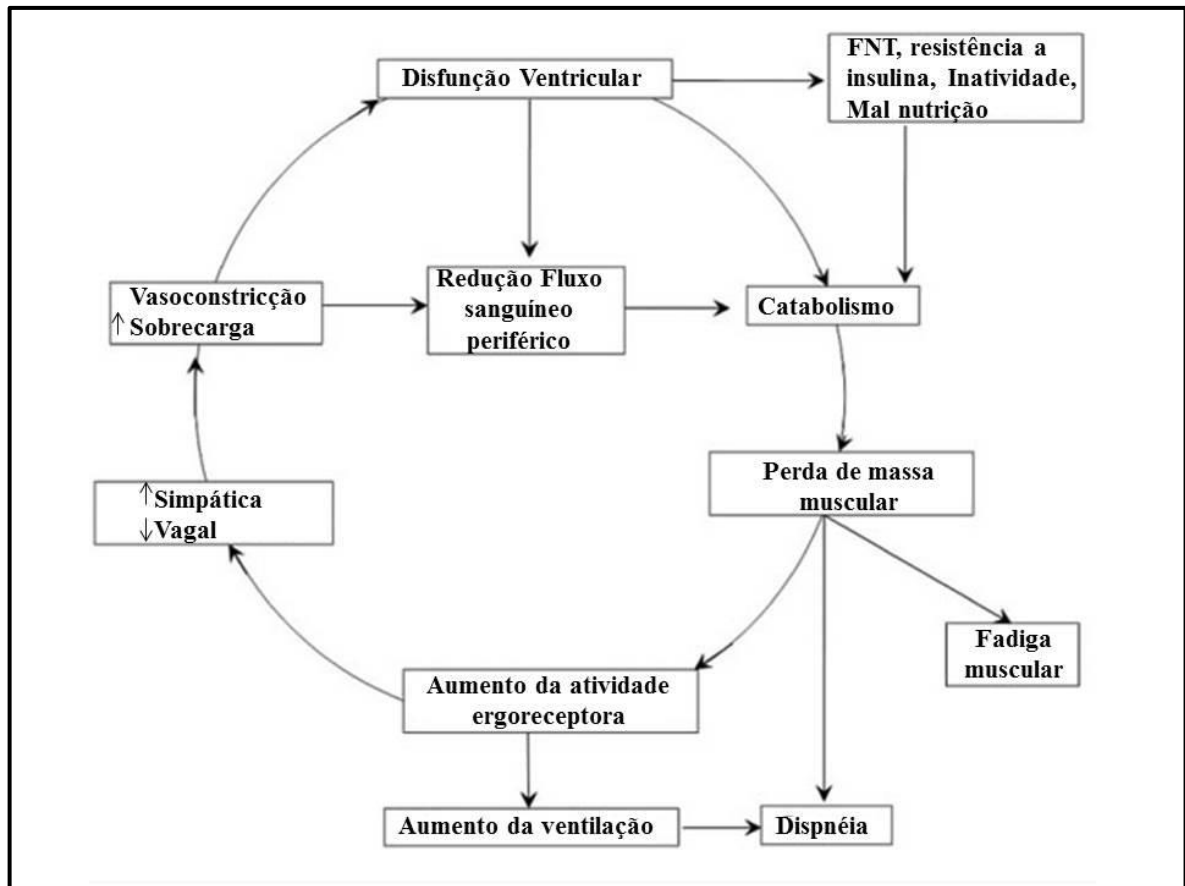 FNT, resistência a
insulina, Inatividade,
Mal nutrição
Disfunção Ventricular
Vasoconstricção
↑ Sobrecarga
Redução Fluxo
sanguíneo
periférico
Catabolismo
Perda de massa
muscular
↑Simpática
↓Vagal
Fadiga
muscular
Aumento da atividade
ergoreceptora
Aumento da ventilação
Dispnéia